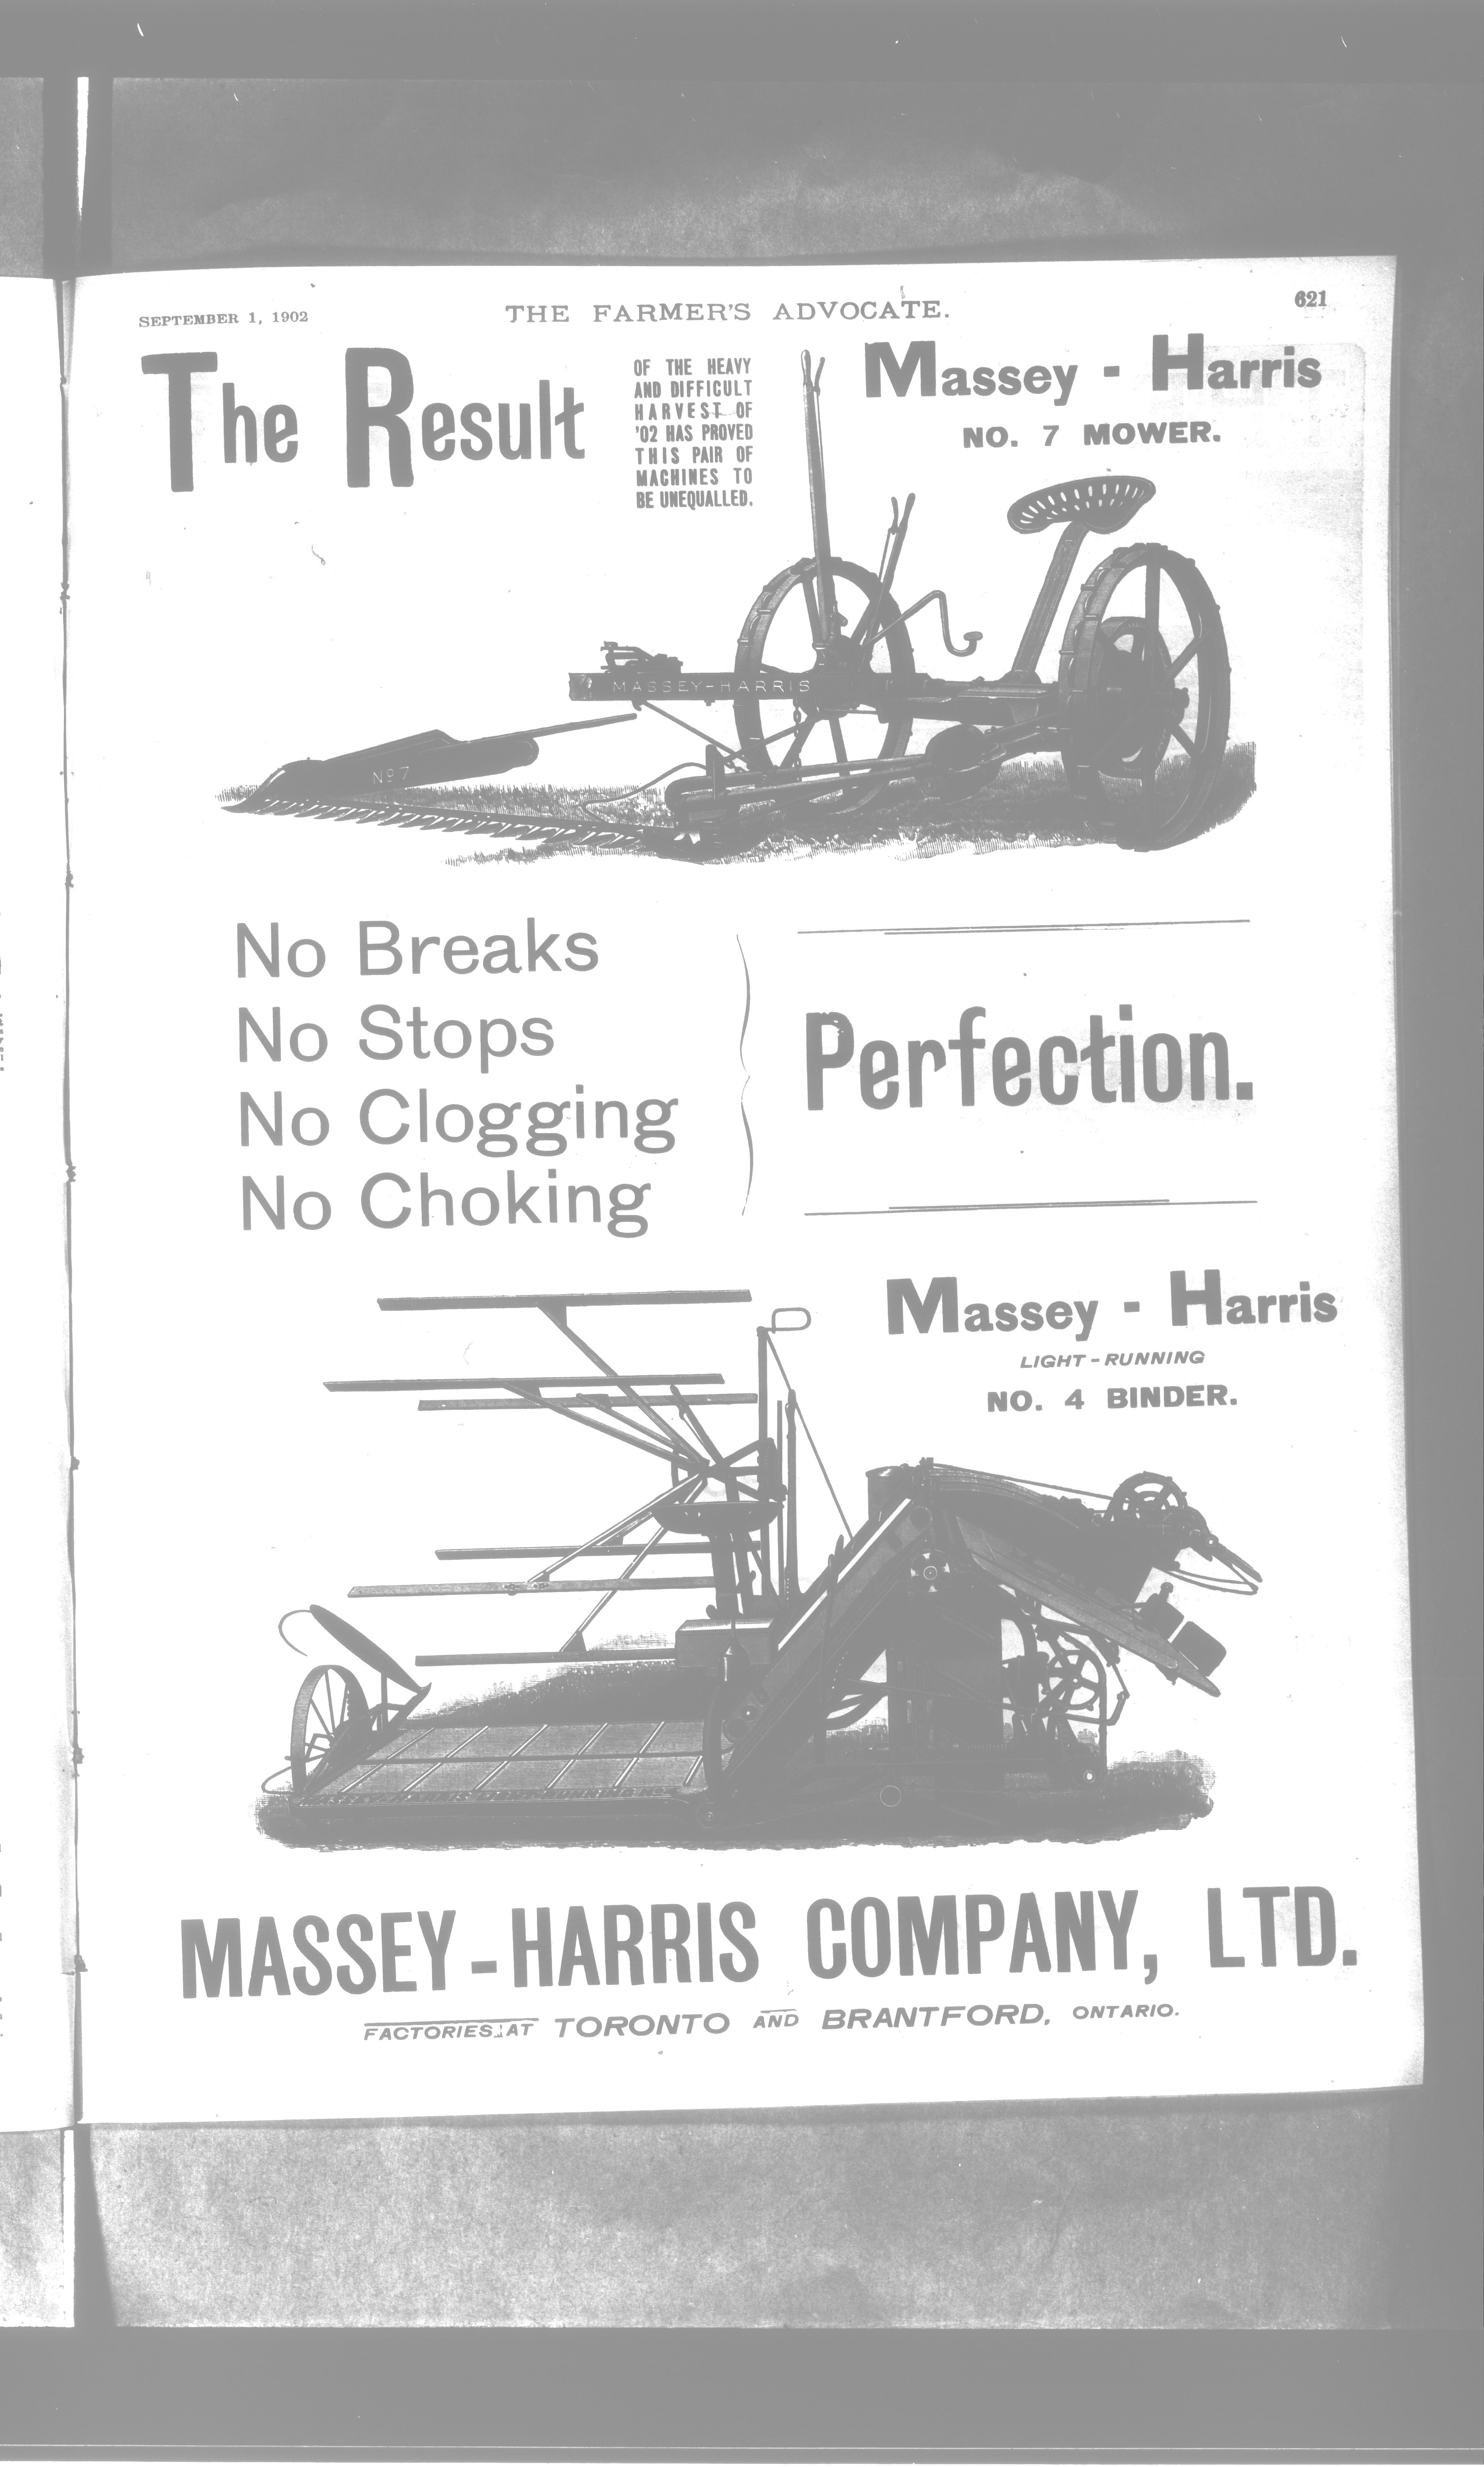 SEPTEMBER 1, 1902
THE FARMER'S ADVOCATE.
621
The Result
OF THE HEAVY
AND DIFFICULT
HARVEST OF
'02 HAS PROVED
THIS PAIR OF
MACHINES TO
BE UNEQUALLED.
Massey - Harris
NO. 7 MOWER.
MASSEY-HARRIS
No 7
No Breaks
No Stops
No Clogging
No Choking
Perfection.
Massey - Harris
LIGHT-RUNNING
NO. 4 BINDER.
MASSEY-HARRIS COMPANY, LTD.
FACTORIES AT TORONTO AND BRANTFORD, ONTARIO.